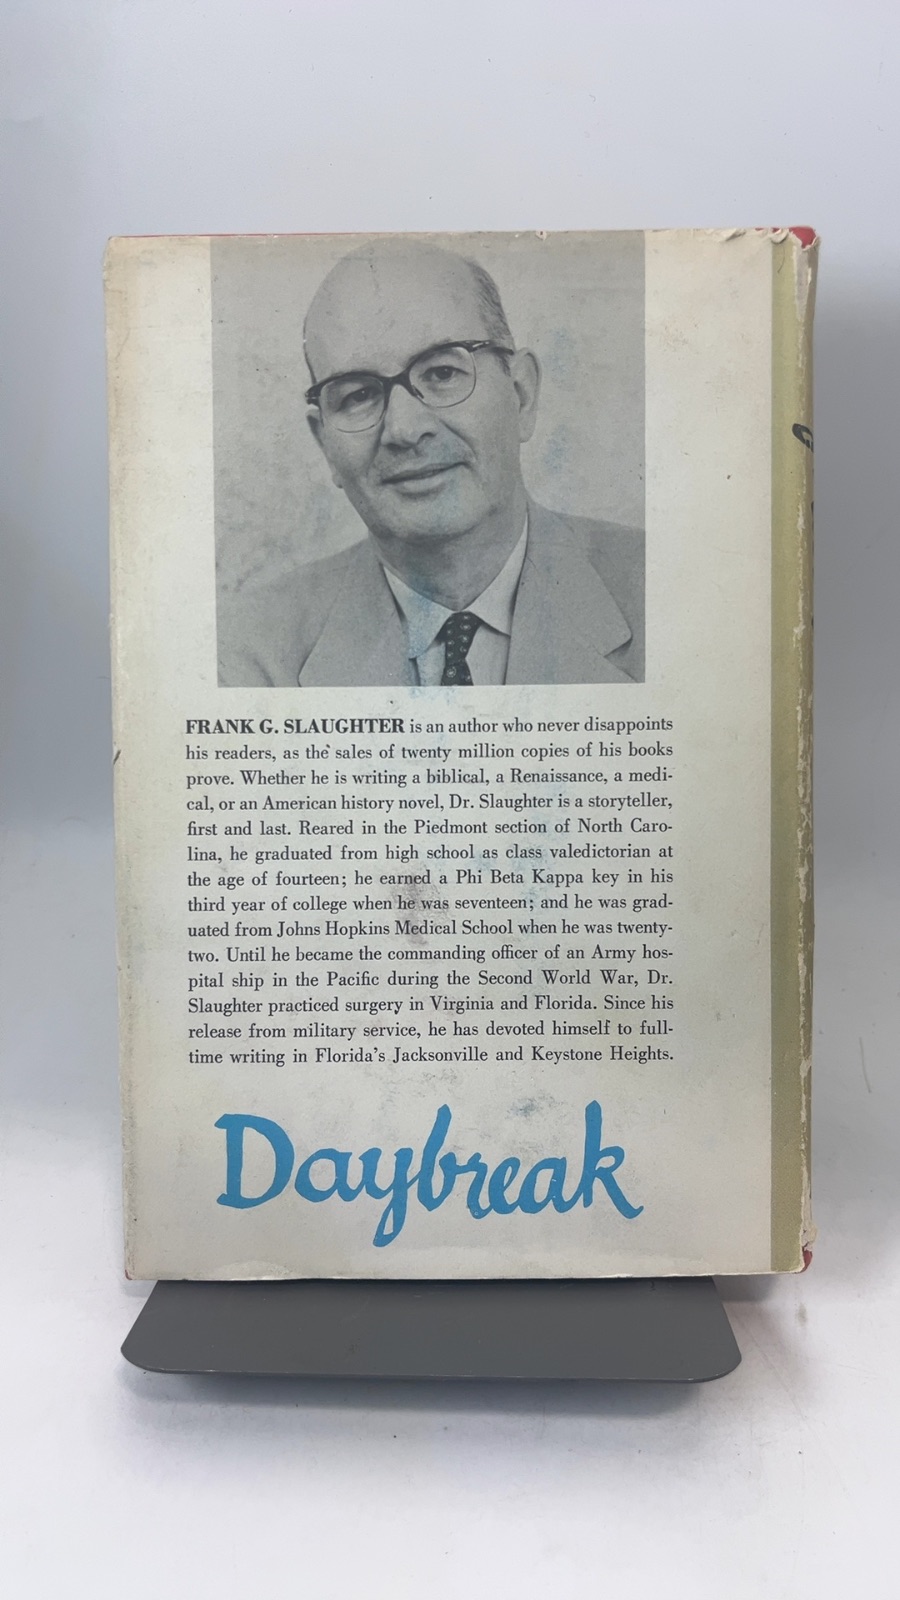 FRANK G. SLAUGHTER is an author who never disappoints
his readers, as the sales of twenty million copies of his books
prove. Whether he is writing a biblical, a Renaissance, a medi-
cal, or an American history novel, Dr. Slaughter is a storyteller,
first and last. Reared in the Piedmont section of North Caro-
lina, he graduated from high school as class valedictorian at
the age of fourteen; he earned a Phi Beta Kappa key in his
third year of college when he was seventeen; and he was grad-
uated from Johns Hopkins Medical School when he was twenty-
two. Until he became the commanding officer of an Army hos-
pital ship in the Pacific during the Second World War, Dr.
Slaughter practiced surgery in Virginia and Florida. Since his
release from military service, he has devoted himself to full-
time writing in Florida's Jacksonville and Keystone Heights.
Daybreak